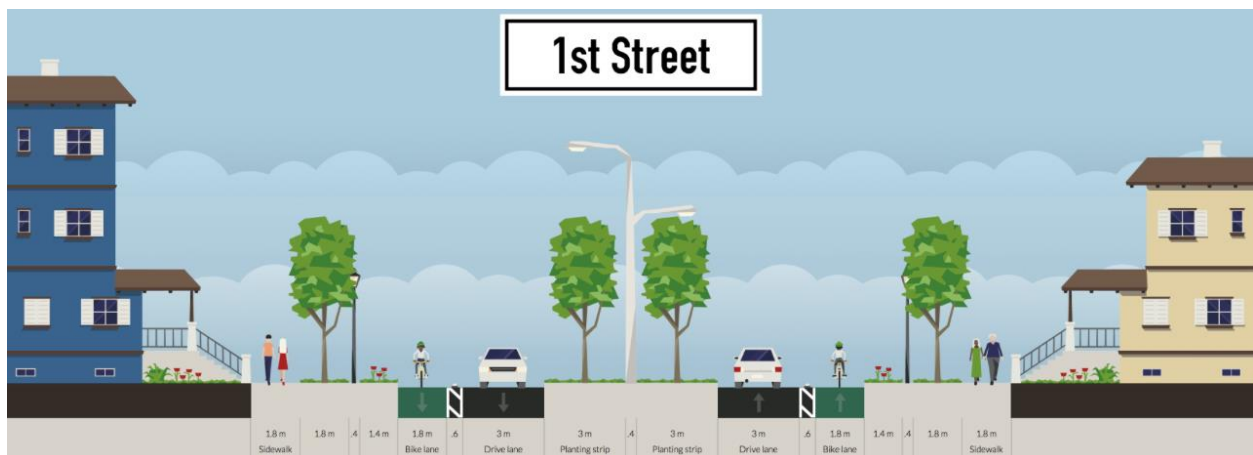 1st Street
1.8 m 1.8 m .4 1.4 m 1.8 m .6 3 m 3 m .4 3 m 3 m .6 1.8 m 1.4 m .4 1.8 m 1.8 m
Sidewalk Bike lane Drive lane Planting strip Planting strip Drive lane Bike lane Sidewalk